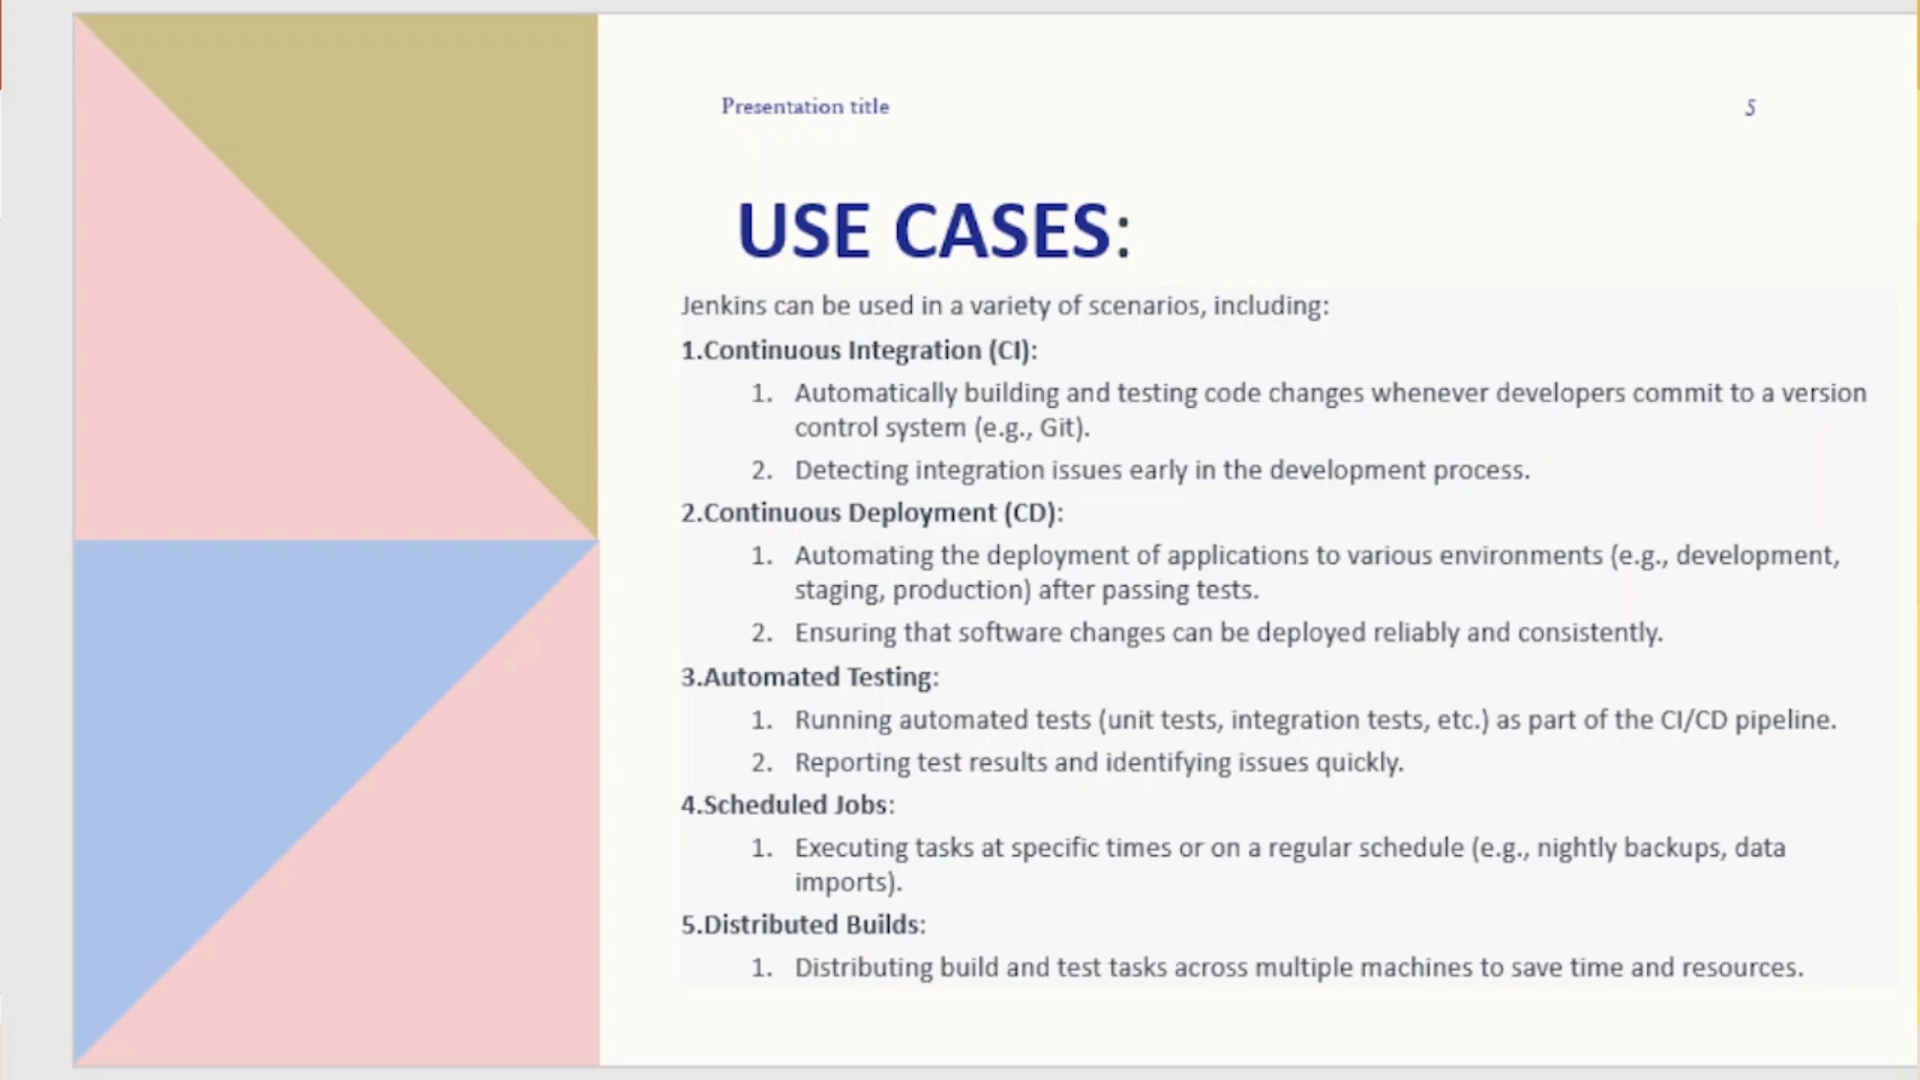 Presentation title
5
USE CASES:
Jenkins can be used in a variety of scenarios, including:
1.Continuous Integration (CI):
1. Automatically building and testing code changes whenever developers commit to a version
control system (e.g., Git).
2. Detecting integration issues early in the development process.
2.Continuous Deployment (CD):
1. Automating the deployment of applications to various environments (e.g., development,
staging, production) after passing tests.
2. Ensuring that software changes can be deployed reliably and consistently.
3.Automated Testing:
1. Running automated tests (unit tests, integration tests, etc.) as part of the CI/CD pipeline.
2. Reporting test results and identifying issues quickly.
4.Scheduled Jobs:
1. Executing tasks at specific times or on a regular schedule (e.g., nightly backups, data
imports).
5.Distributed Builds:
1. Distributing build and test tasks across multiple machines to save time and resources.